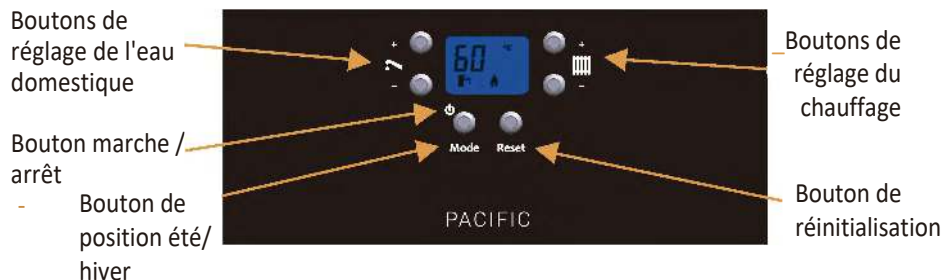 Boutons de
réglage de l'eau
domestique
Bouton marche /
arrêt
- Bouton de
position été/
hiver
+
-
60 °C
+
-
Mode Reset
PACIFIC
_Boutons de
réglage du
chauffage
Bouton de
réinitialisation